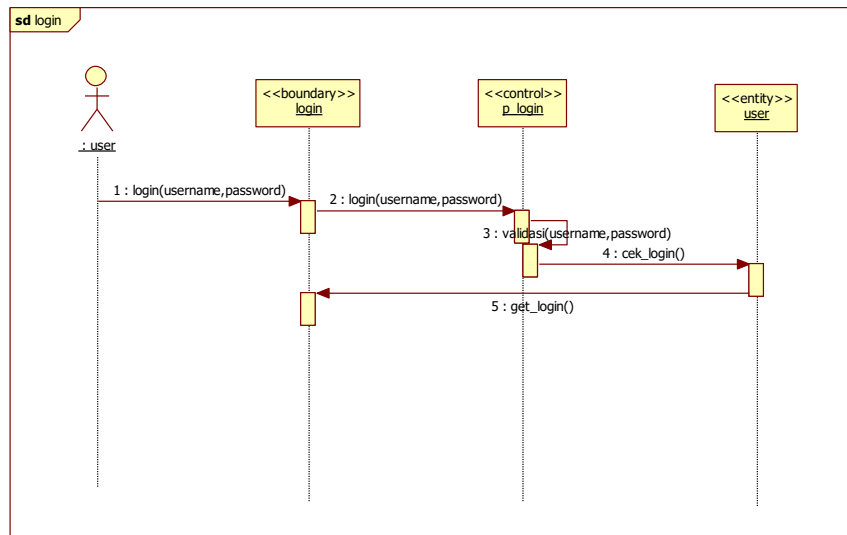 sd login
<<boundary>>
login
<<control>>
p_login
<<entity>>
user
: user
1 : login(username,password)
2 : login(username,password)
3 : validasi(username,password)
4 : cek_login()
5 : get_login()